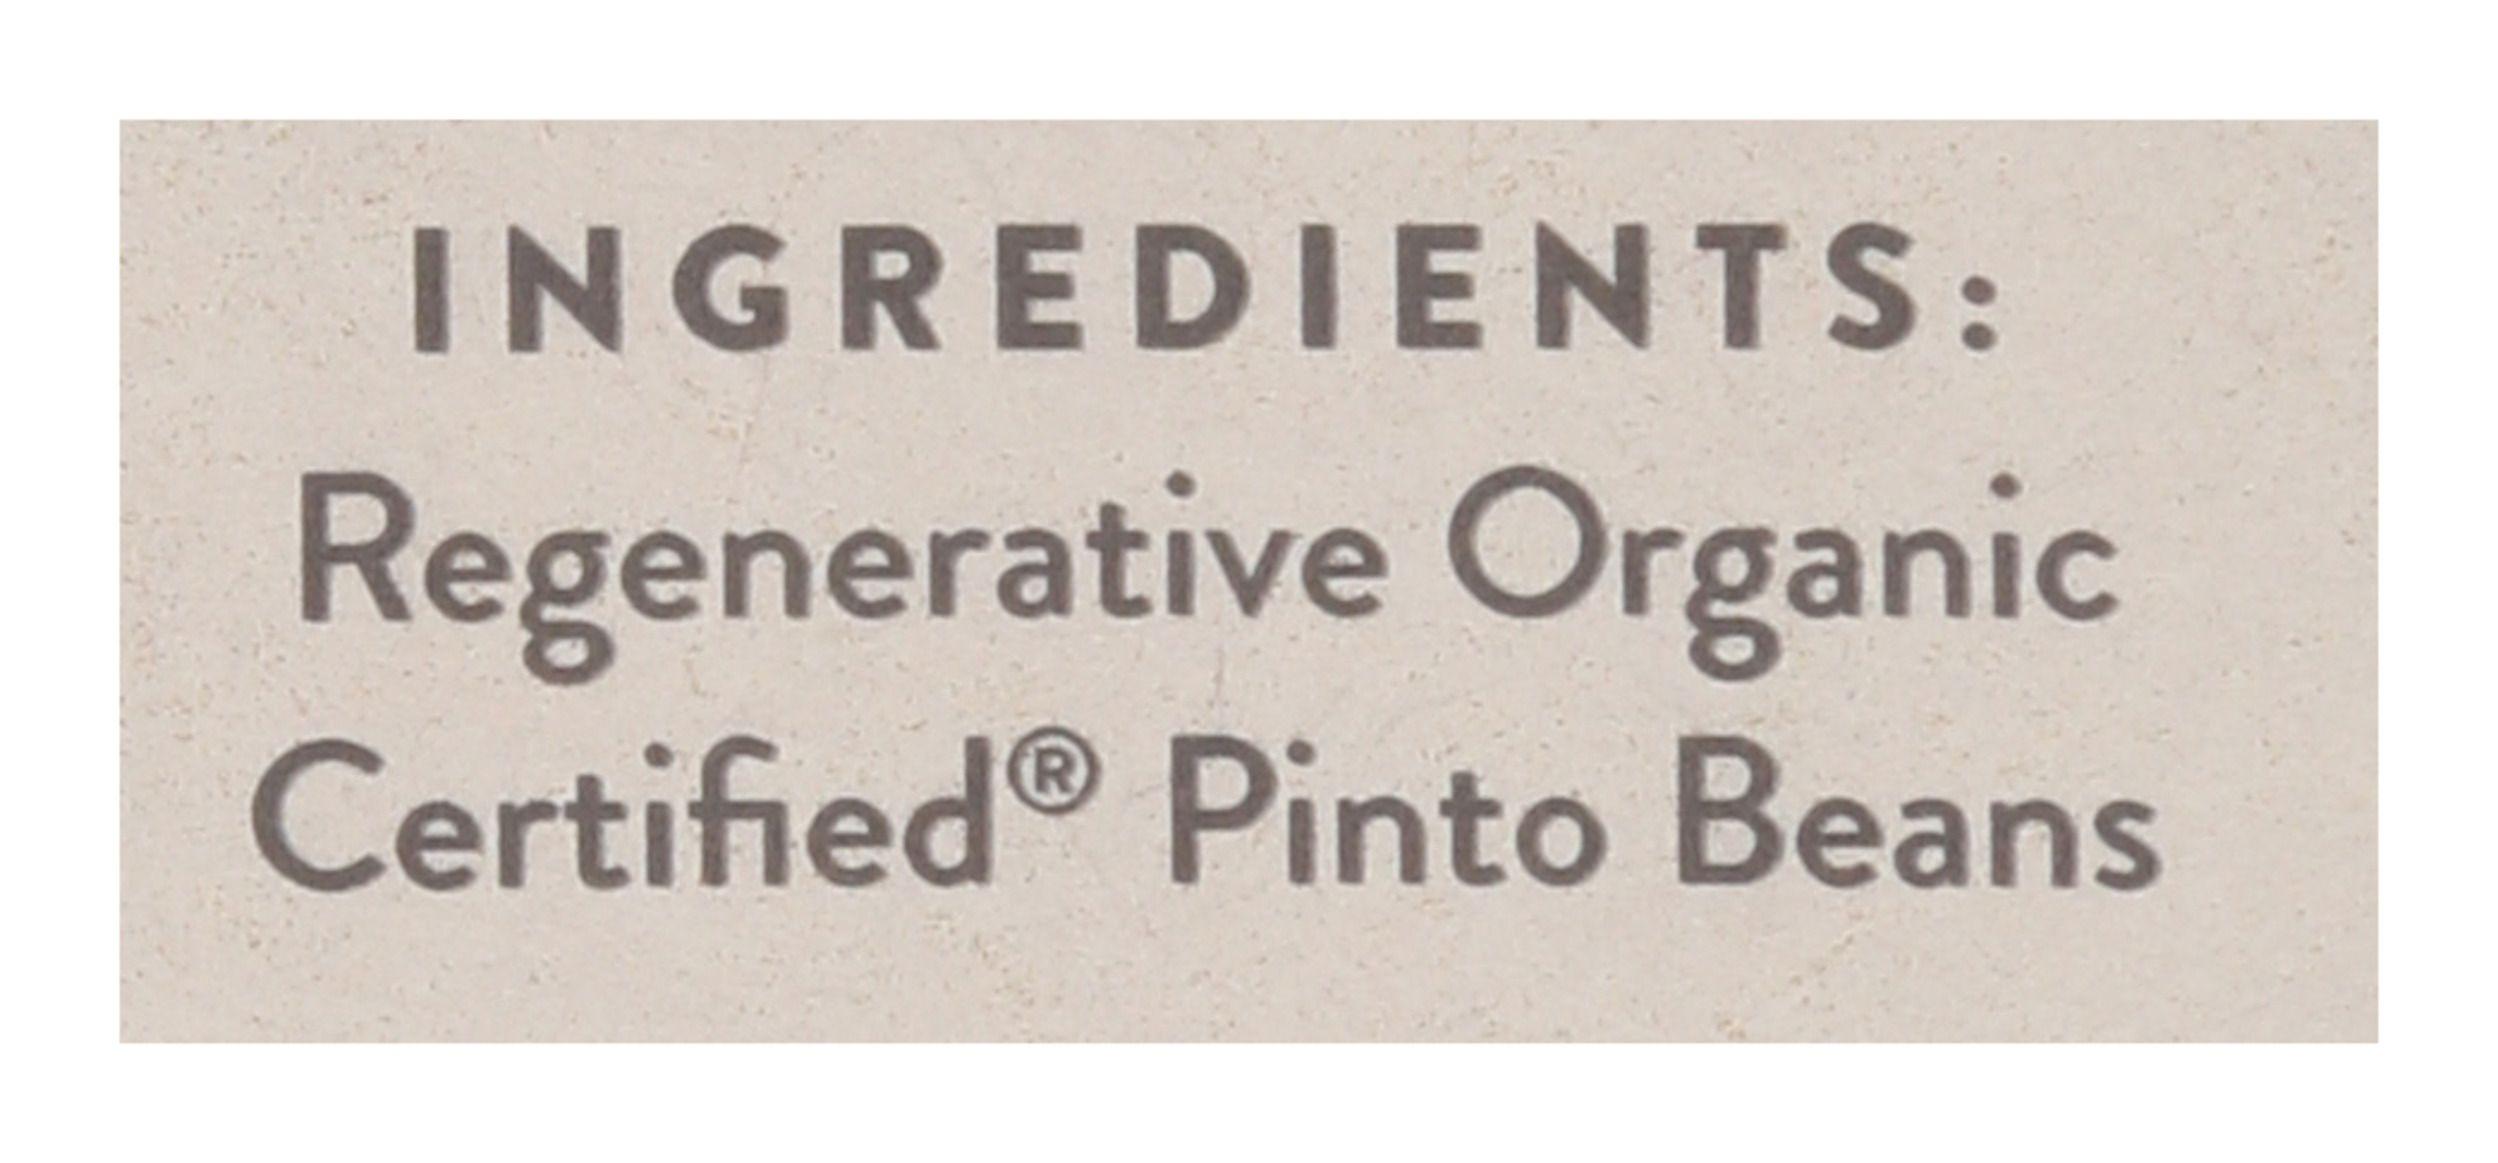 INGREDIENTS:
Regenerative Organic
Certified® Pinto Beans